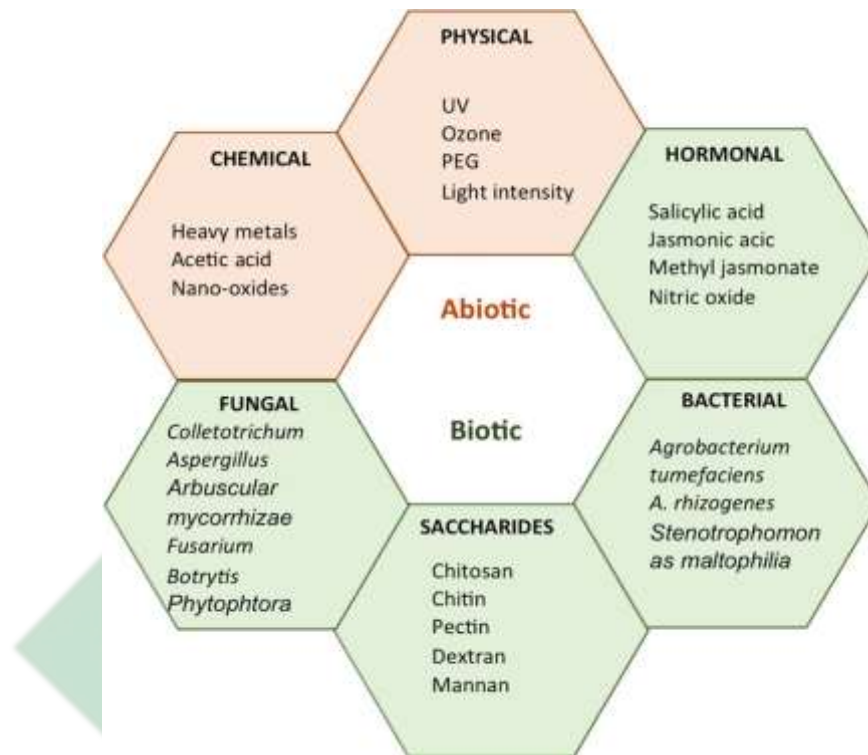 PHYSICAL
UV
Ozone
PEG
Light intensity
CHEMICAL
Heavy metals
Acetic acid
Nano-oxides
HORMONAL
Salicylic acid
Jasmonic acic
Methyl jasmonate
Nitric oxide
Abiotic
Biotic
FUNGAL
Colletotrichum
Aspergillus
Arbuscular
mycorrhizae
Fusarium
Botrytis
Phytophtora
SACCHARIDES
Chitosan
Chitin
Pectin
Dextran
Mannan
BACTERIAL
Agrobacterium
tumefaciens
A. rhizogenes
Stenotrophomon
as maltophilia